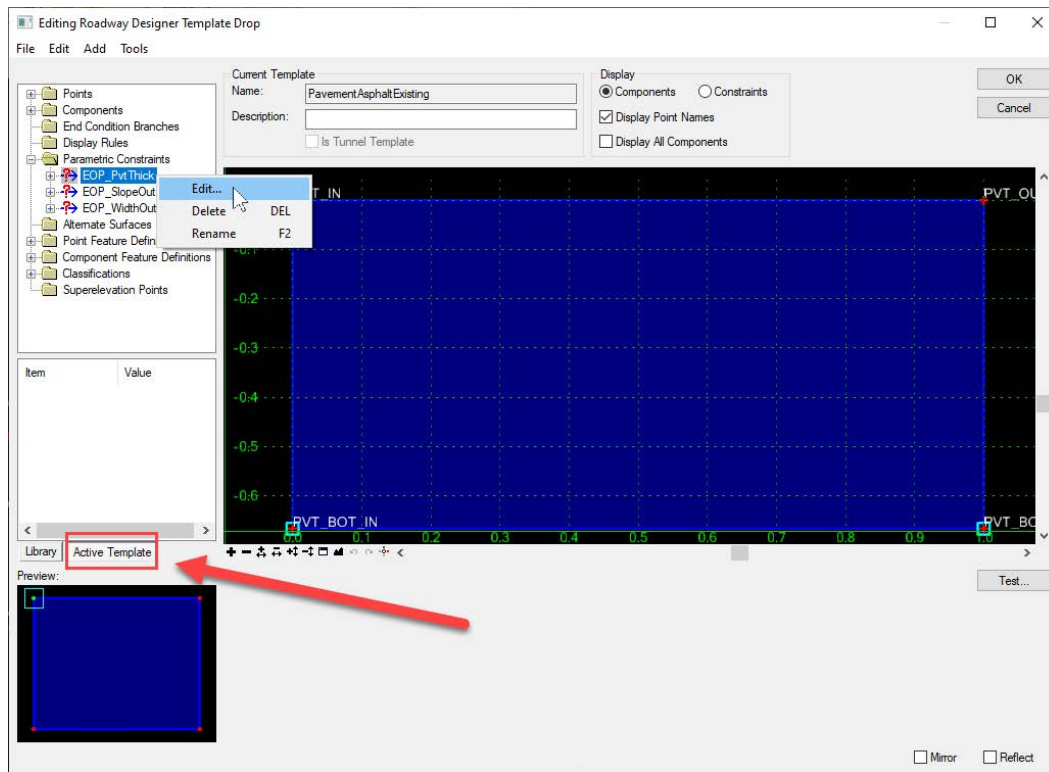 Editing Roadway Designer Template Drop
File Edit Add Tools
Points
Components
End Condition Branches
Display Rules
Parametric Constraints
EOP_PvtThick
EOP_SlopeOut
EOP_WidthOut
Alternate Surfaces
Point Feature Defin
Component Feature Definitions
Classifications
Superelevation Points
Edit...
Delete DEL
Rename F2
Item Value
Library Active Template
Preview:
Current Template
Name: PavementAsphaltExisting
Description:
Is Tunnel Template
Display
Components Constraints
Display Point Names
Display All Components
OK
Cancel
T_IN PVT_OU
-0.1
-0.2
-0.3
-0.4
-0.5
-0.6
PVT_BOT_IN PVT_BO
0.0 0.1 0.2 0.3 0.4 0.5 0.6 0.7 0.8 0.9 1.0
Test...
Mirror Reflect